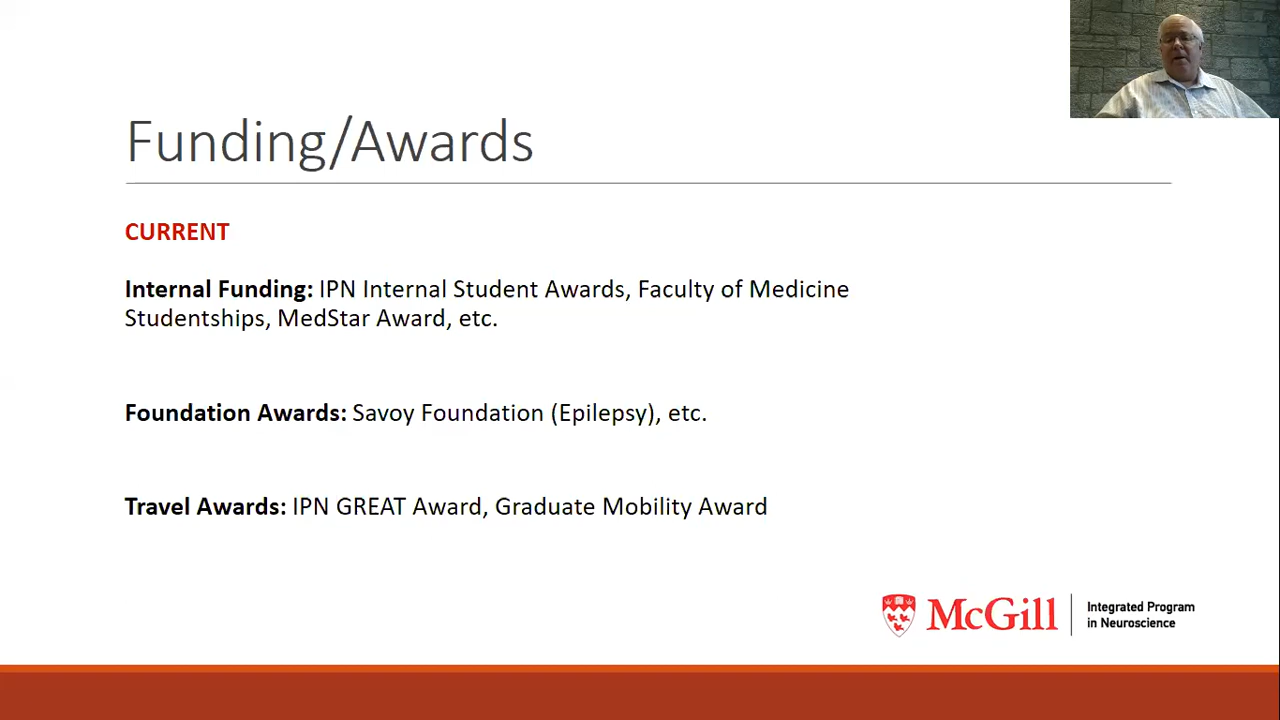 Funding/Awards
CURRENT
Internal Funding: IPN Internal Student Awards, Faculty of Medicine
Studentships, MedStar Award, etc.
Foundation Awards: Savoy Foundation (Epilepsy), etc.
Travel Awards: IPN GREAT Award, Graduate Mobility Award
McGill
Integrated Program
in Neuroscience